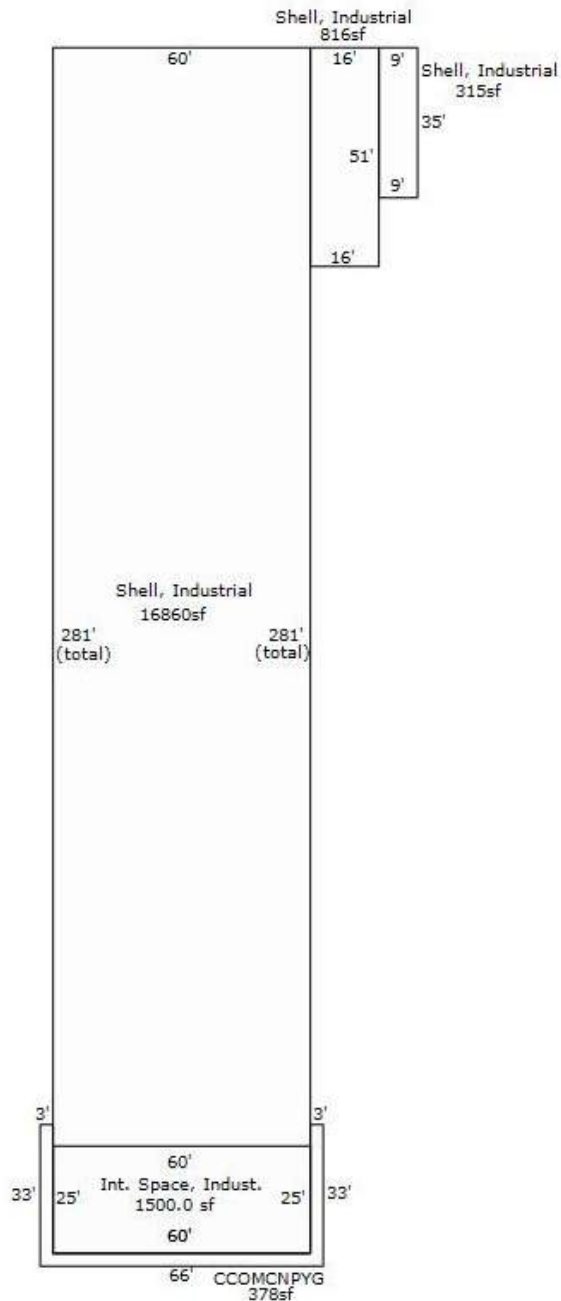 Shell, Industrial
816sf
60'
16'
9'
Shell, Industrial
315sf
35'
51'
9'
16'
Shell, Industrial
16860sf
281'
(total)
281'
(total)
3'
3'
60'
33'
25'
Int. Space, Indust.
1500.0 sf
25'
33'
60'
66'
CCOMCNPYG
378sf